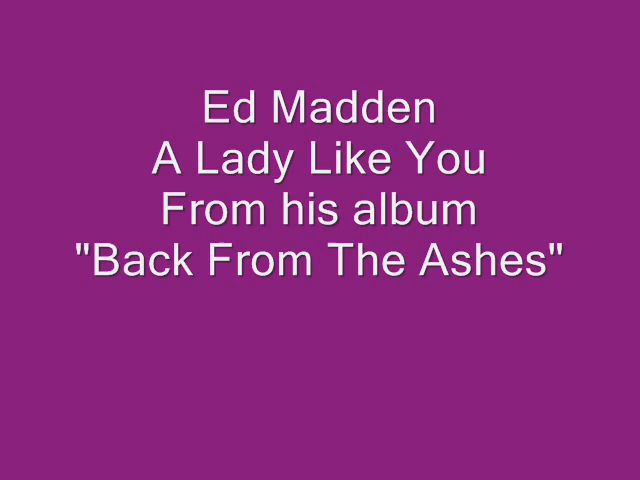 Ed Madden
A Lady Like You
From his album
"Back From The Ashes"